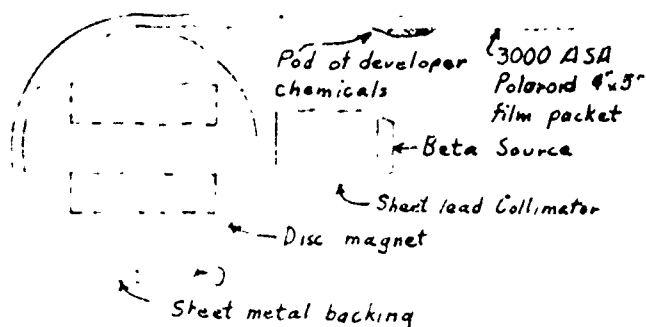 Pod of developer
chemicals
3000 ASA
Polaroid 4"x5"
film packet
Beta Source
Sheet lead Collimator
Disc magnet
Sheet metal backing